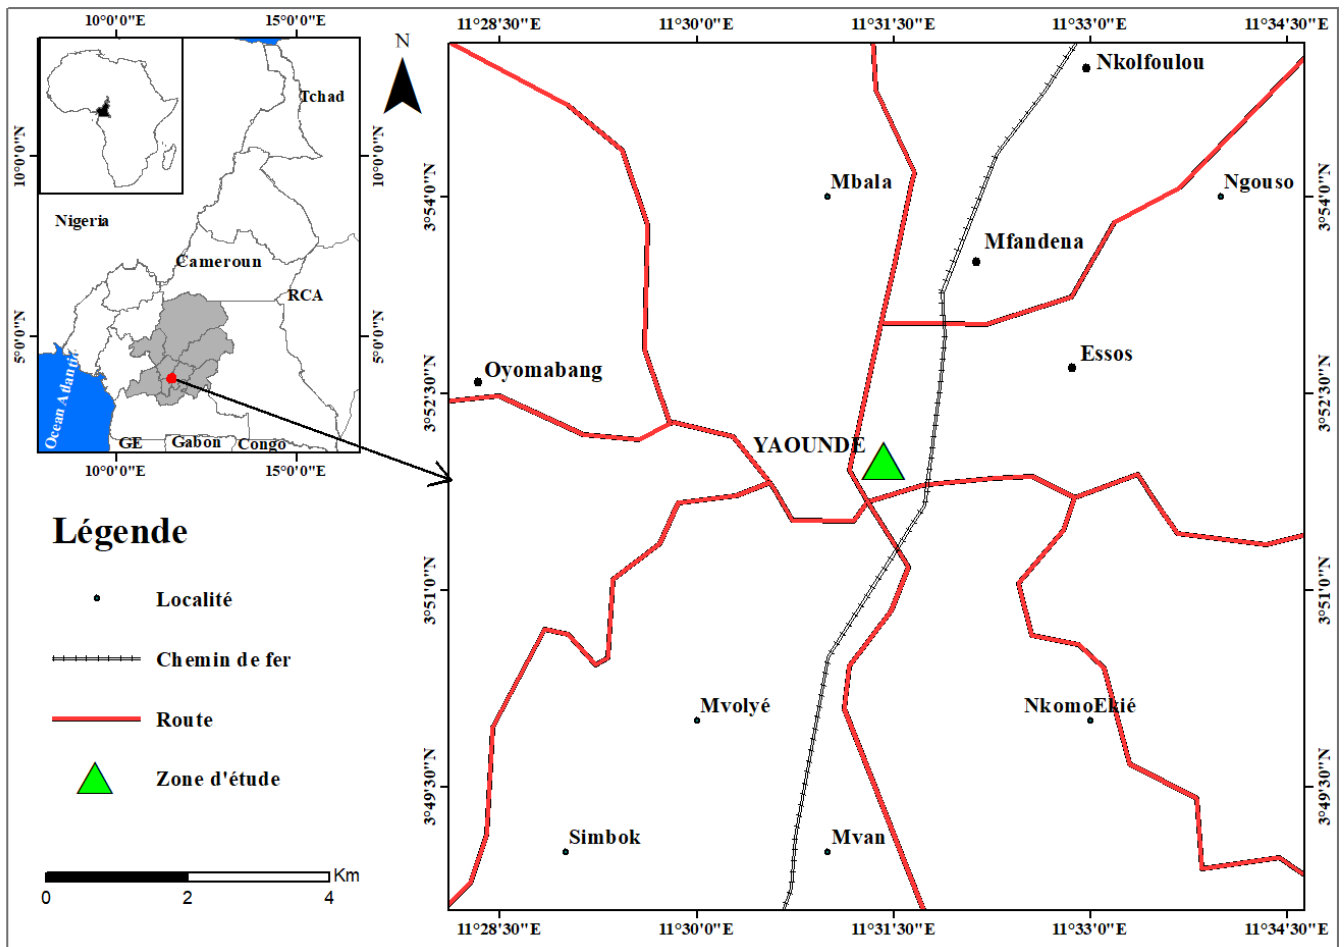 10°0'0"E
15°0'0"E
10°0'0"N
10°0'0"N
5°0'0"N
5°0'0"N
Tchad
Nigeria
Cameroun
RCA
Ocean Atlantic
GE
Gabon
Congo
10°0'0"E
15°0'0"E
N
11°28'30"E
11°30'0"E
11°31'30"E
11°33'0"E
11°34'30"E
3°54'0"N
3°54'0"N
3°52'30"N
3°52'30"N
3°51'0"N
3°51'0"N
3°49'30"N
3°49'30"N
Nkolfoulou
Mbala
Ngouso
Mfandena
Essos
Oyomabang
YAOUNDE
Mvolyé
NkomoEkié
Simbok
Mvan
11°28'30"E
11°30'0"E
11°31'30"E
11°33'0"E
11°34'30"E
Légende
Localité
Chemin de fer
Route
Zone d'étude
Km
0
2
4